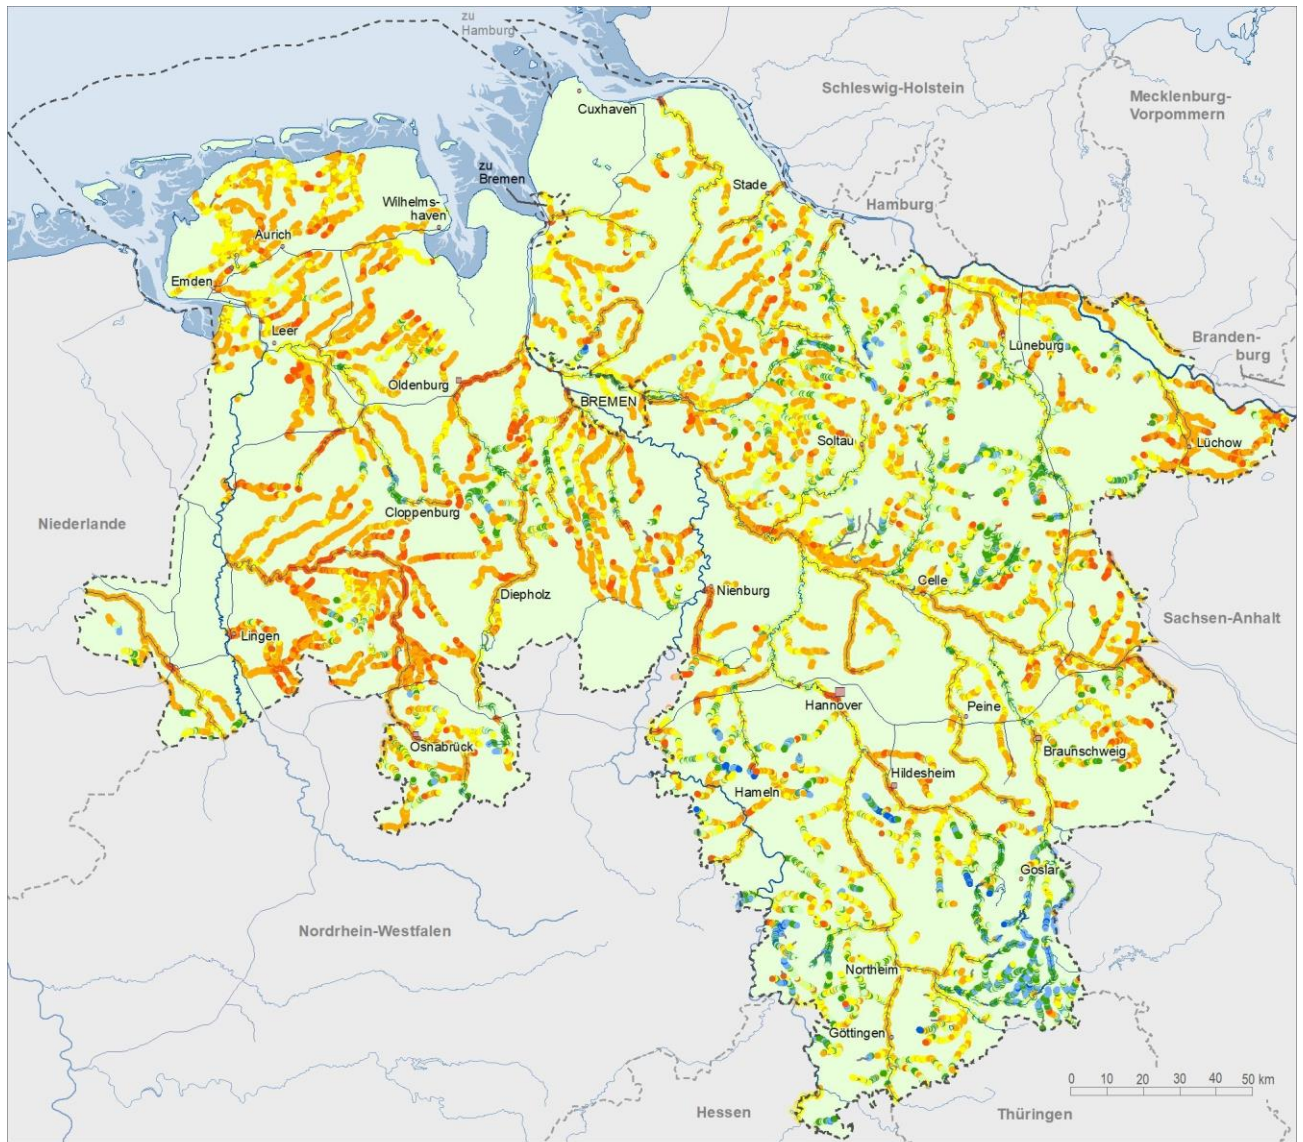 zu
Hamburg
Cuxhaven
Schleswig-Holstein
Mecklenburg-
Vorpommern
zu
Bremen
Stade
Wilhelms-
haven
Hamburg
Aurich
Emden
Leer
Lüneburg
Branden-
burg
Oldenburg
BREMEN
Soltau
Lüchow
Niederlande
Cloppenburg
Celle
Diepholz
Nienburg
Sachsen-Anhalt
Lingen
Hannover
Peine
Osnabrück
Braunschweig
Hildesheim
Hameln
Goslar
Nordrhein-Westfalen
Northeim
Göttingen
0 10 20 30 40 50 km
Hessen
Thüringen